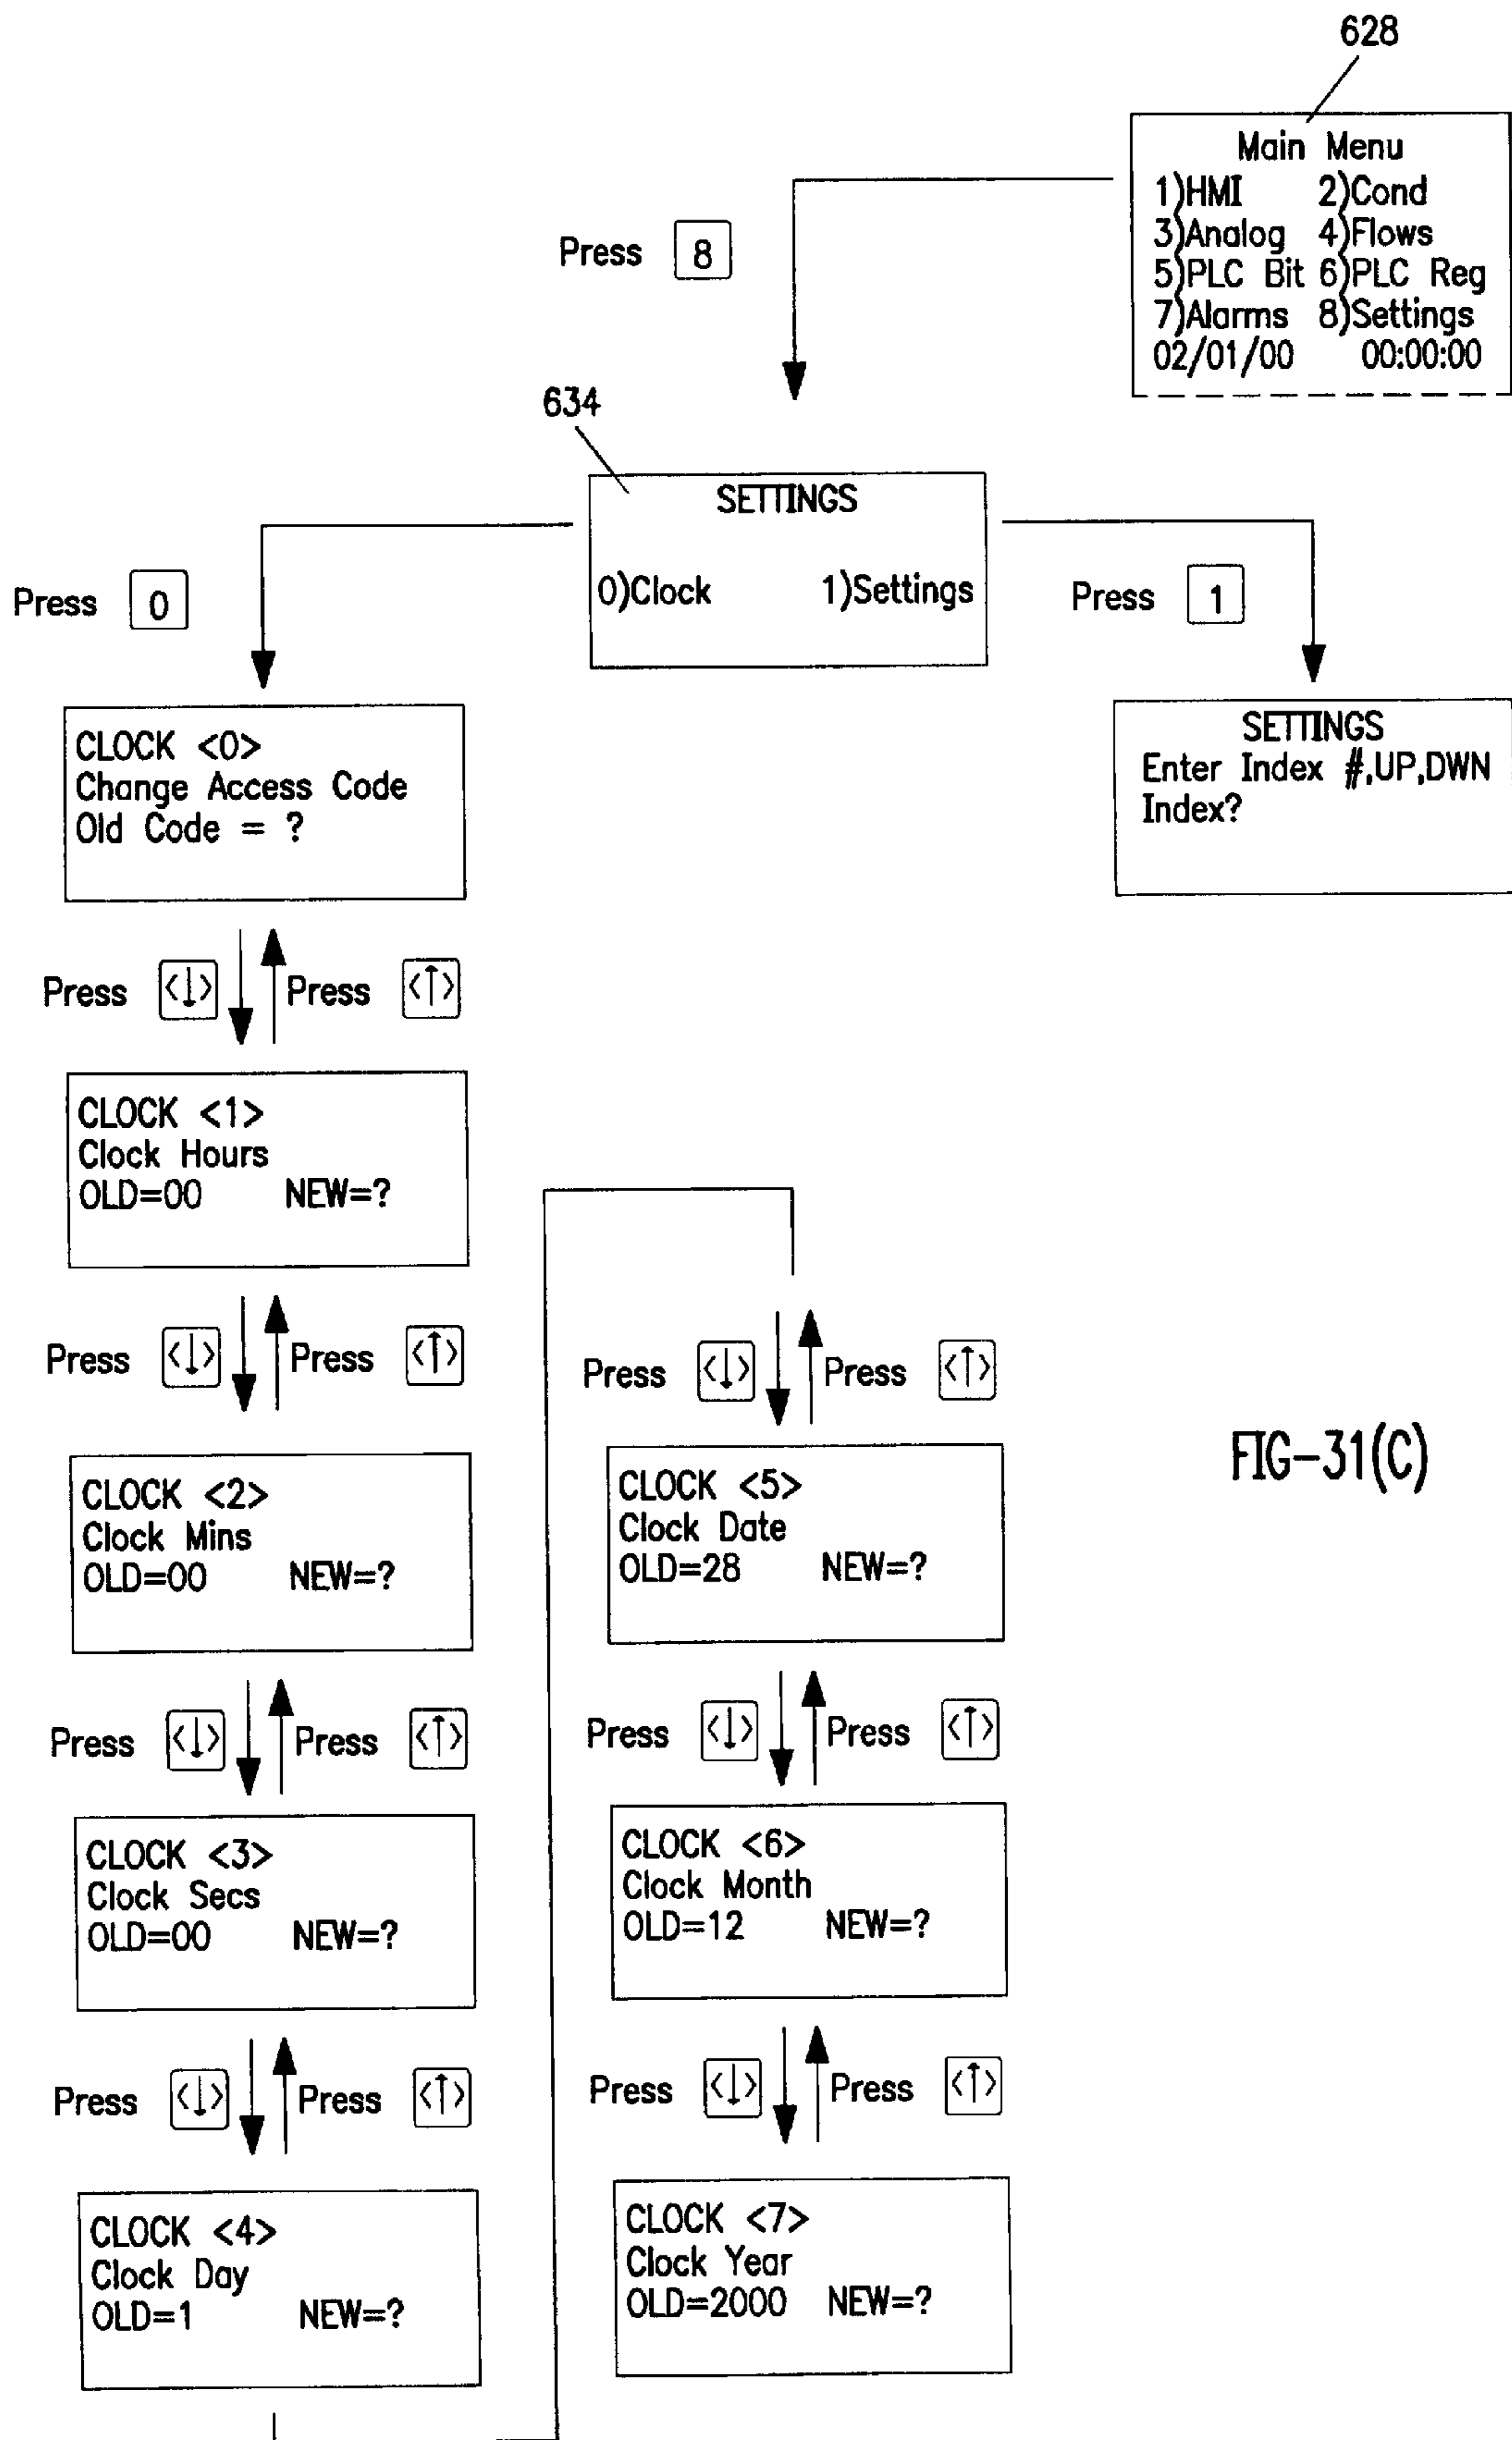 628
Main Menu
1)HMI 2)Cond
3)Analog 4)Flows
5)PLC Bit 6)PLC Reg
7)Alarms 8)Settings
02/01/00 00:00:00
Press 8
634
SETTINGS
0)Clock 1)Settings
Press 0
Press 1
CLOCK <0>
Change Access Code
Old Code = ?
SETTINGS
Enter Index #,UP,DWN
Index?
Press <↓> Press <↑>
CLOCK <1>
Clock Hours
OLD=00 NEW=?
Press <↓> Press <↑>
CLOCK <2>
Clock Mins
OLD=00 NEW=?
Press <↓> Press <↑>
CLOCK <3>
Clock Secs
OLD=00 NEW=?
Press <↓> Press <↑>
CLOCK <4>
Clock Day
OLD=1 NEW=?
Press <↓> Press <↑>
CLOCK <5>
Clock Date
OLD=28 NEW=?
Press <↓> Press <↑>
CLOCK <6>
Clock Month
OLD=12 NEW=?
Press <↓> Press <↑>
CLOCK <7>
Clock Year
OLD=2000 NEW=?
FIG-31(C)